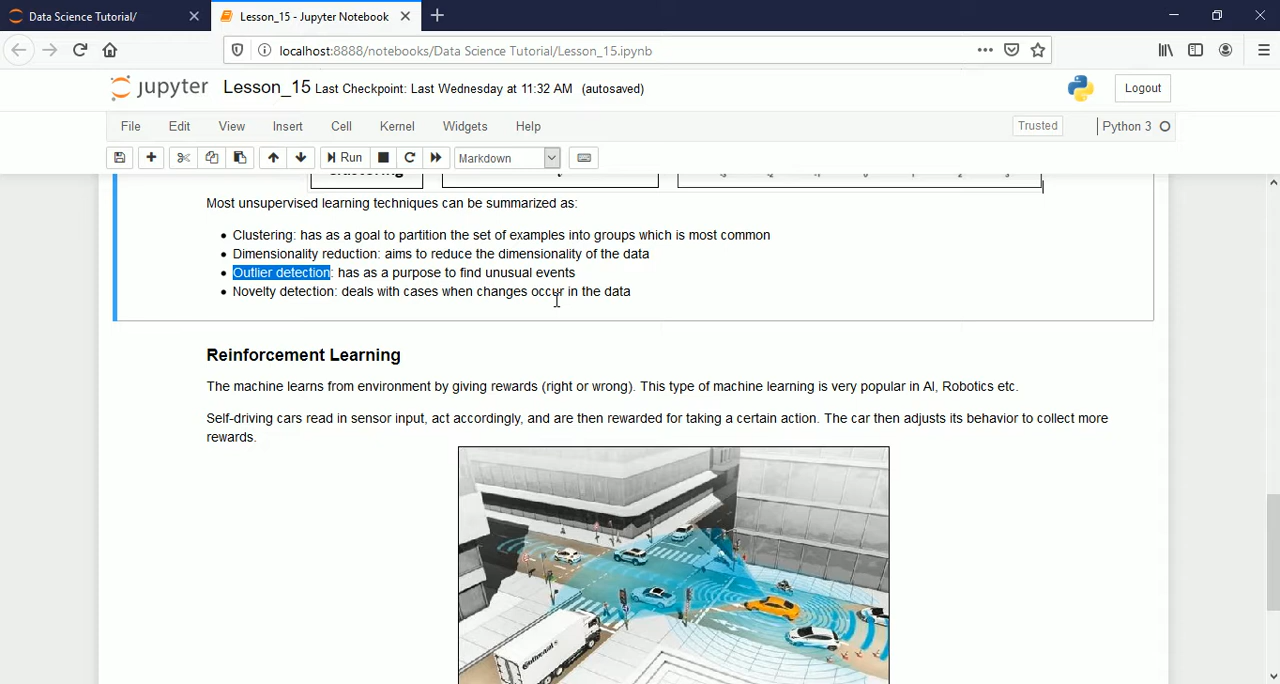 Data Science Tutorial/
Lesson_15 - Jupyter Notebook
localhost:8888/notebooks/Data Science Tutorial/Lesson_15.ipynb
jupyter Lesson_15 Last Checkpoint: Last Wednesday at 11:32 AM (autosaved)
Logout
File Edit View Insert Cell Kernel Widgets Help
Trusted
Python 3
Run
Markdown
Most unsupervised learning techniques can be summarized as:
• Clustering: has as a goal to partition the set of examples into groups which is most common
• Dimensionality reduction: aims to reduce the dimensionality of the data
• Outlier detection: has as a purpose to find unusual events
• Novelty detection: deals with cases when changes occur in the data
Reinforcement Learning
The machine learns from environment by giving rewards (right or wrong). This type of machine learning is very popular in AI, Robotics etc.
Self-driving cars read in sensor input, act accordingly, and are then rewarded for taking a certain action. The car then adjusts its behavior to collect more
rewards.
Continental